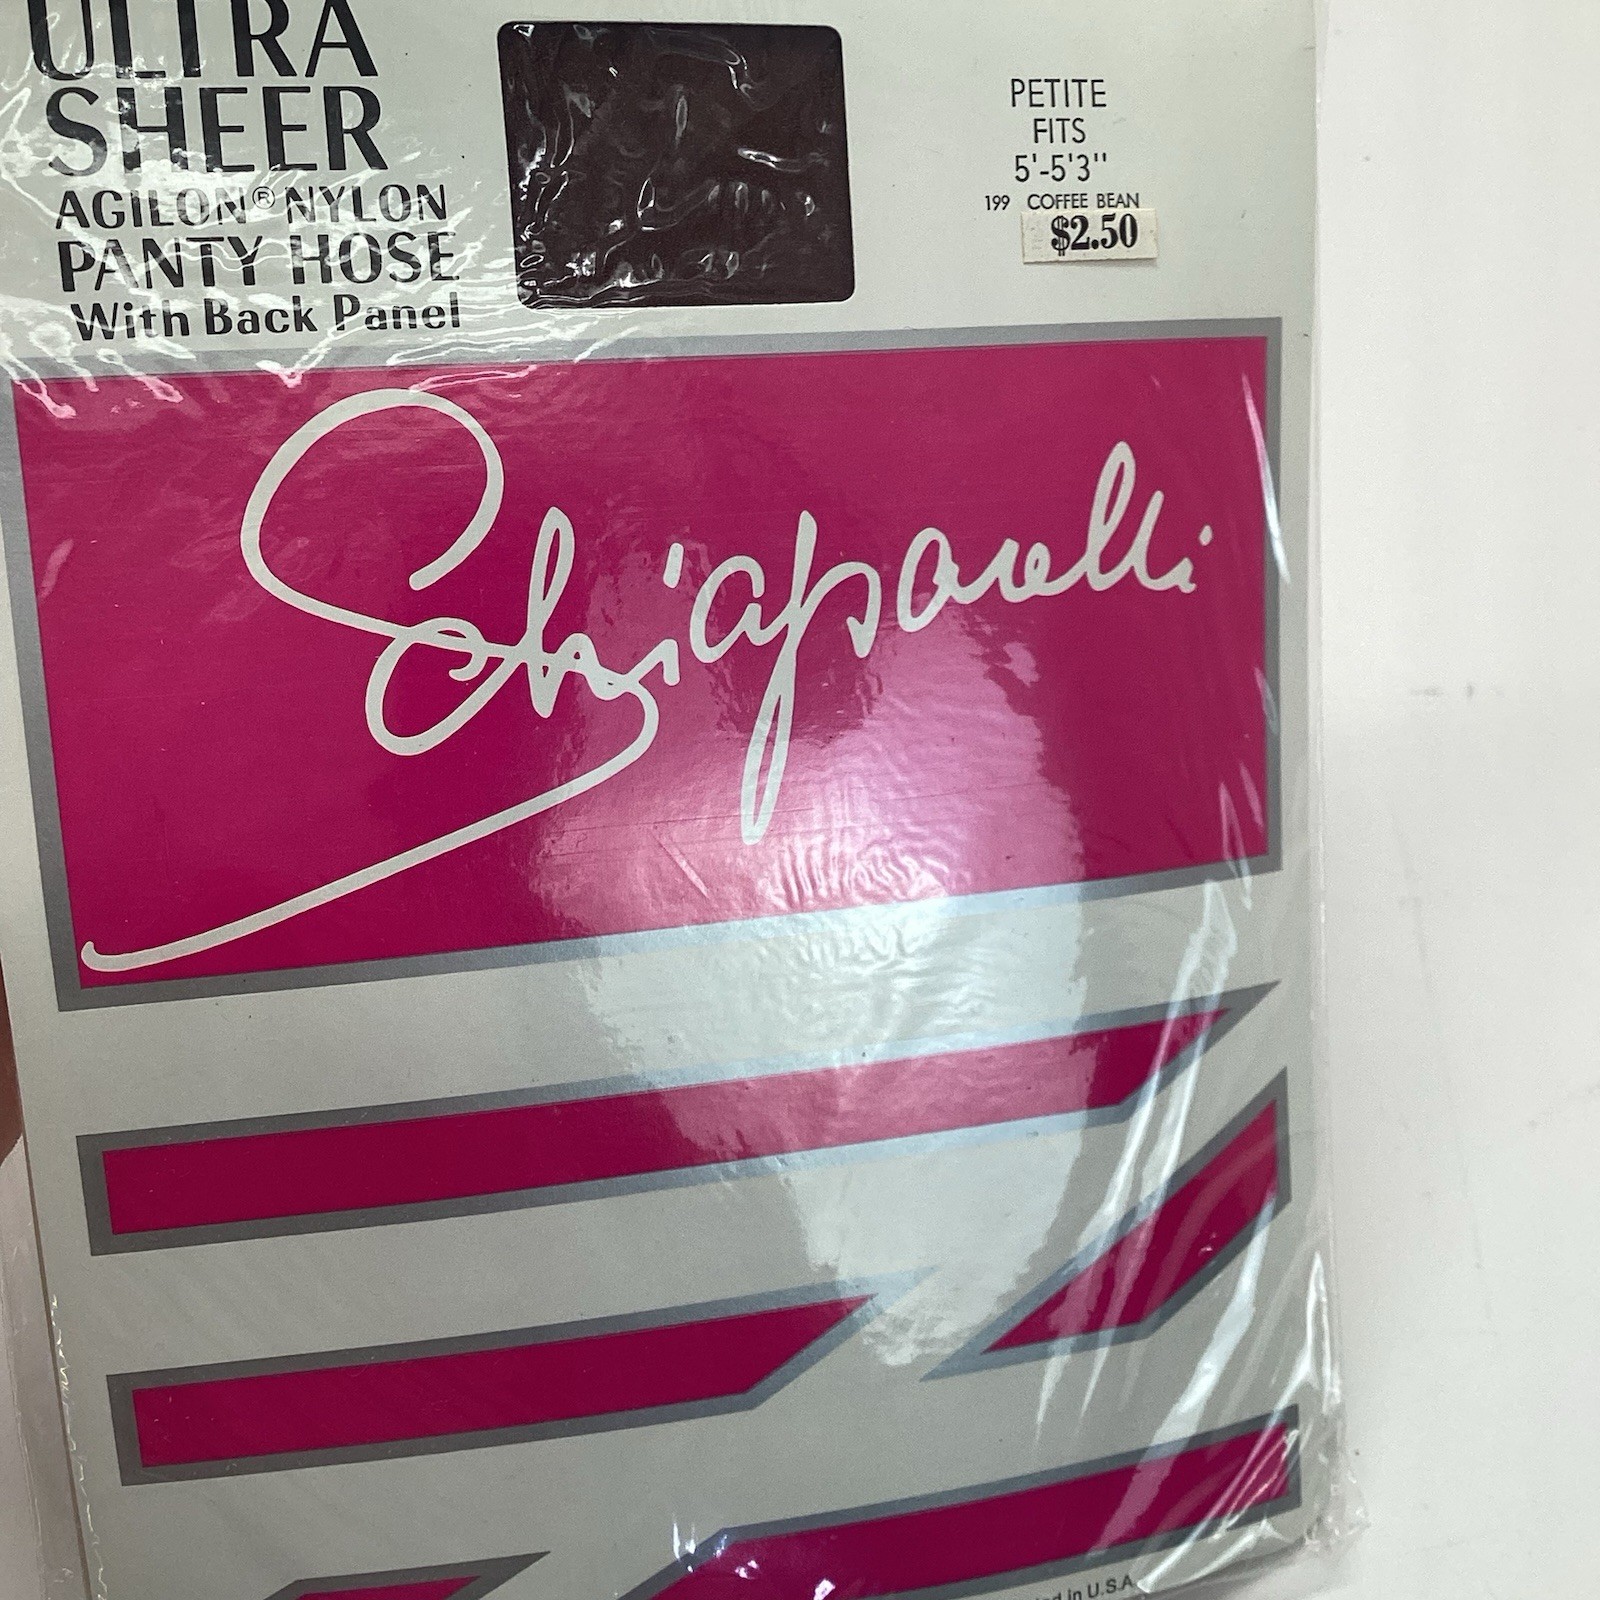 ULTRA
SHEER
AGILON® NYLON
PANTY HOSE
With Back Panel
PETITE
FITS
5'-5'3"
199 COFFEE BEAN
$2.50
Schiaparelli
in U.S.A.